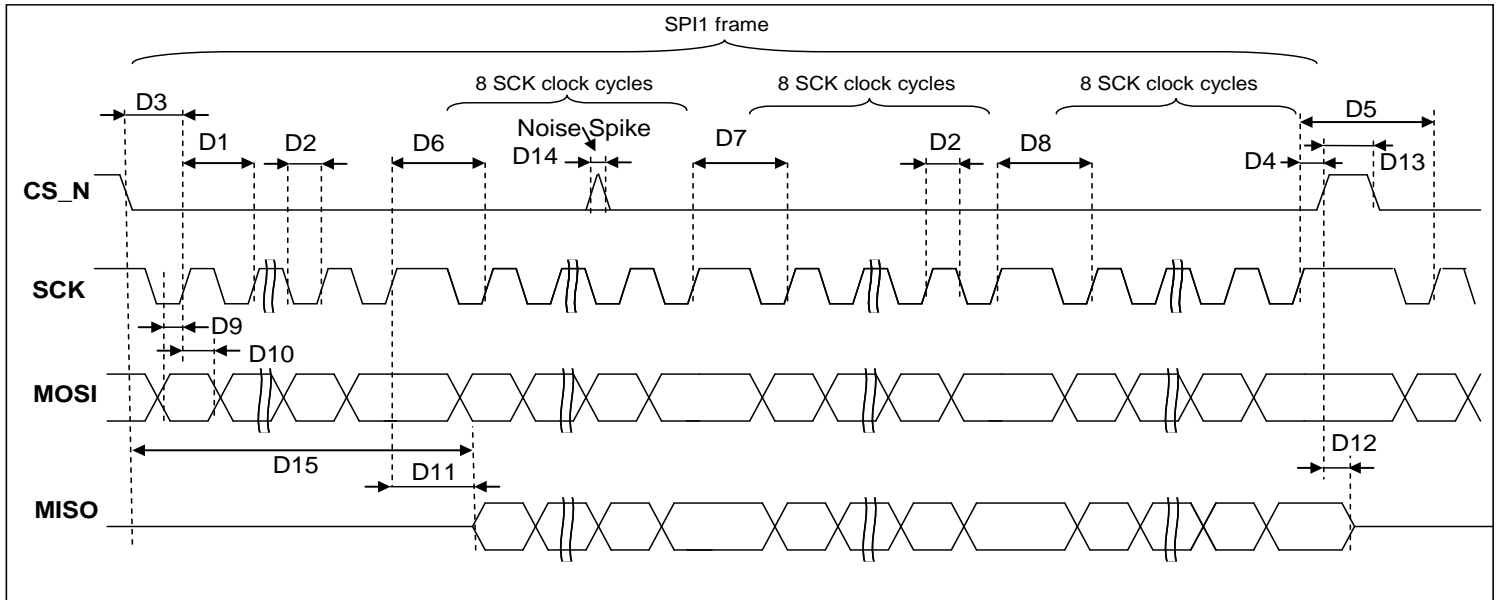 SPI1 frame
8 SCK clock cycles
8 SCK clock cycles
8 SCK clock cycles
D3
D1
D2
D6
Noise Spike
D14
D7
D2
D8
D5
D4
D13
CS_N
SCK
D9
D10
MOSI
D15
D11
D12
MISO